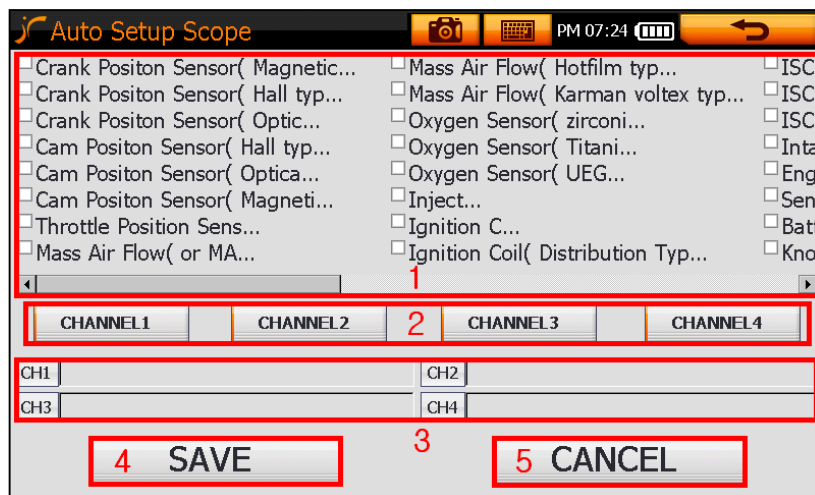 Auto Setup Scope PM 07:24
Crank Positon Sensor( Magnetic... Mass Air Flow( Hotfilm typ... ISC
Crank Positon Sensor( Hall typ... Mass Air Flow( Karman voltex typ... ISC
Crank Positon Sensor( Optic... Oxygen Sensor( zirconi... ISC
Cam Positon Sensor( Hall typ... Oxygen Sensor( Titani... Inta
Cam Positon Sensor( Optica... Oxygen Sensor( UEG... Eng
Cam Positon Sensor( Magneti... Inject... Sen
Throttle Position Sens... Ignition C... Batt
Mass Air Flow( or MA... Ignition Coil( Distribution Typ... Kno
1
CHANNEL1 CHANNEL2 2 CHANNEL3 CHANNEL4
CH1 CH2
CH3 CH4
3
4 SAVE 5 CANCEL